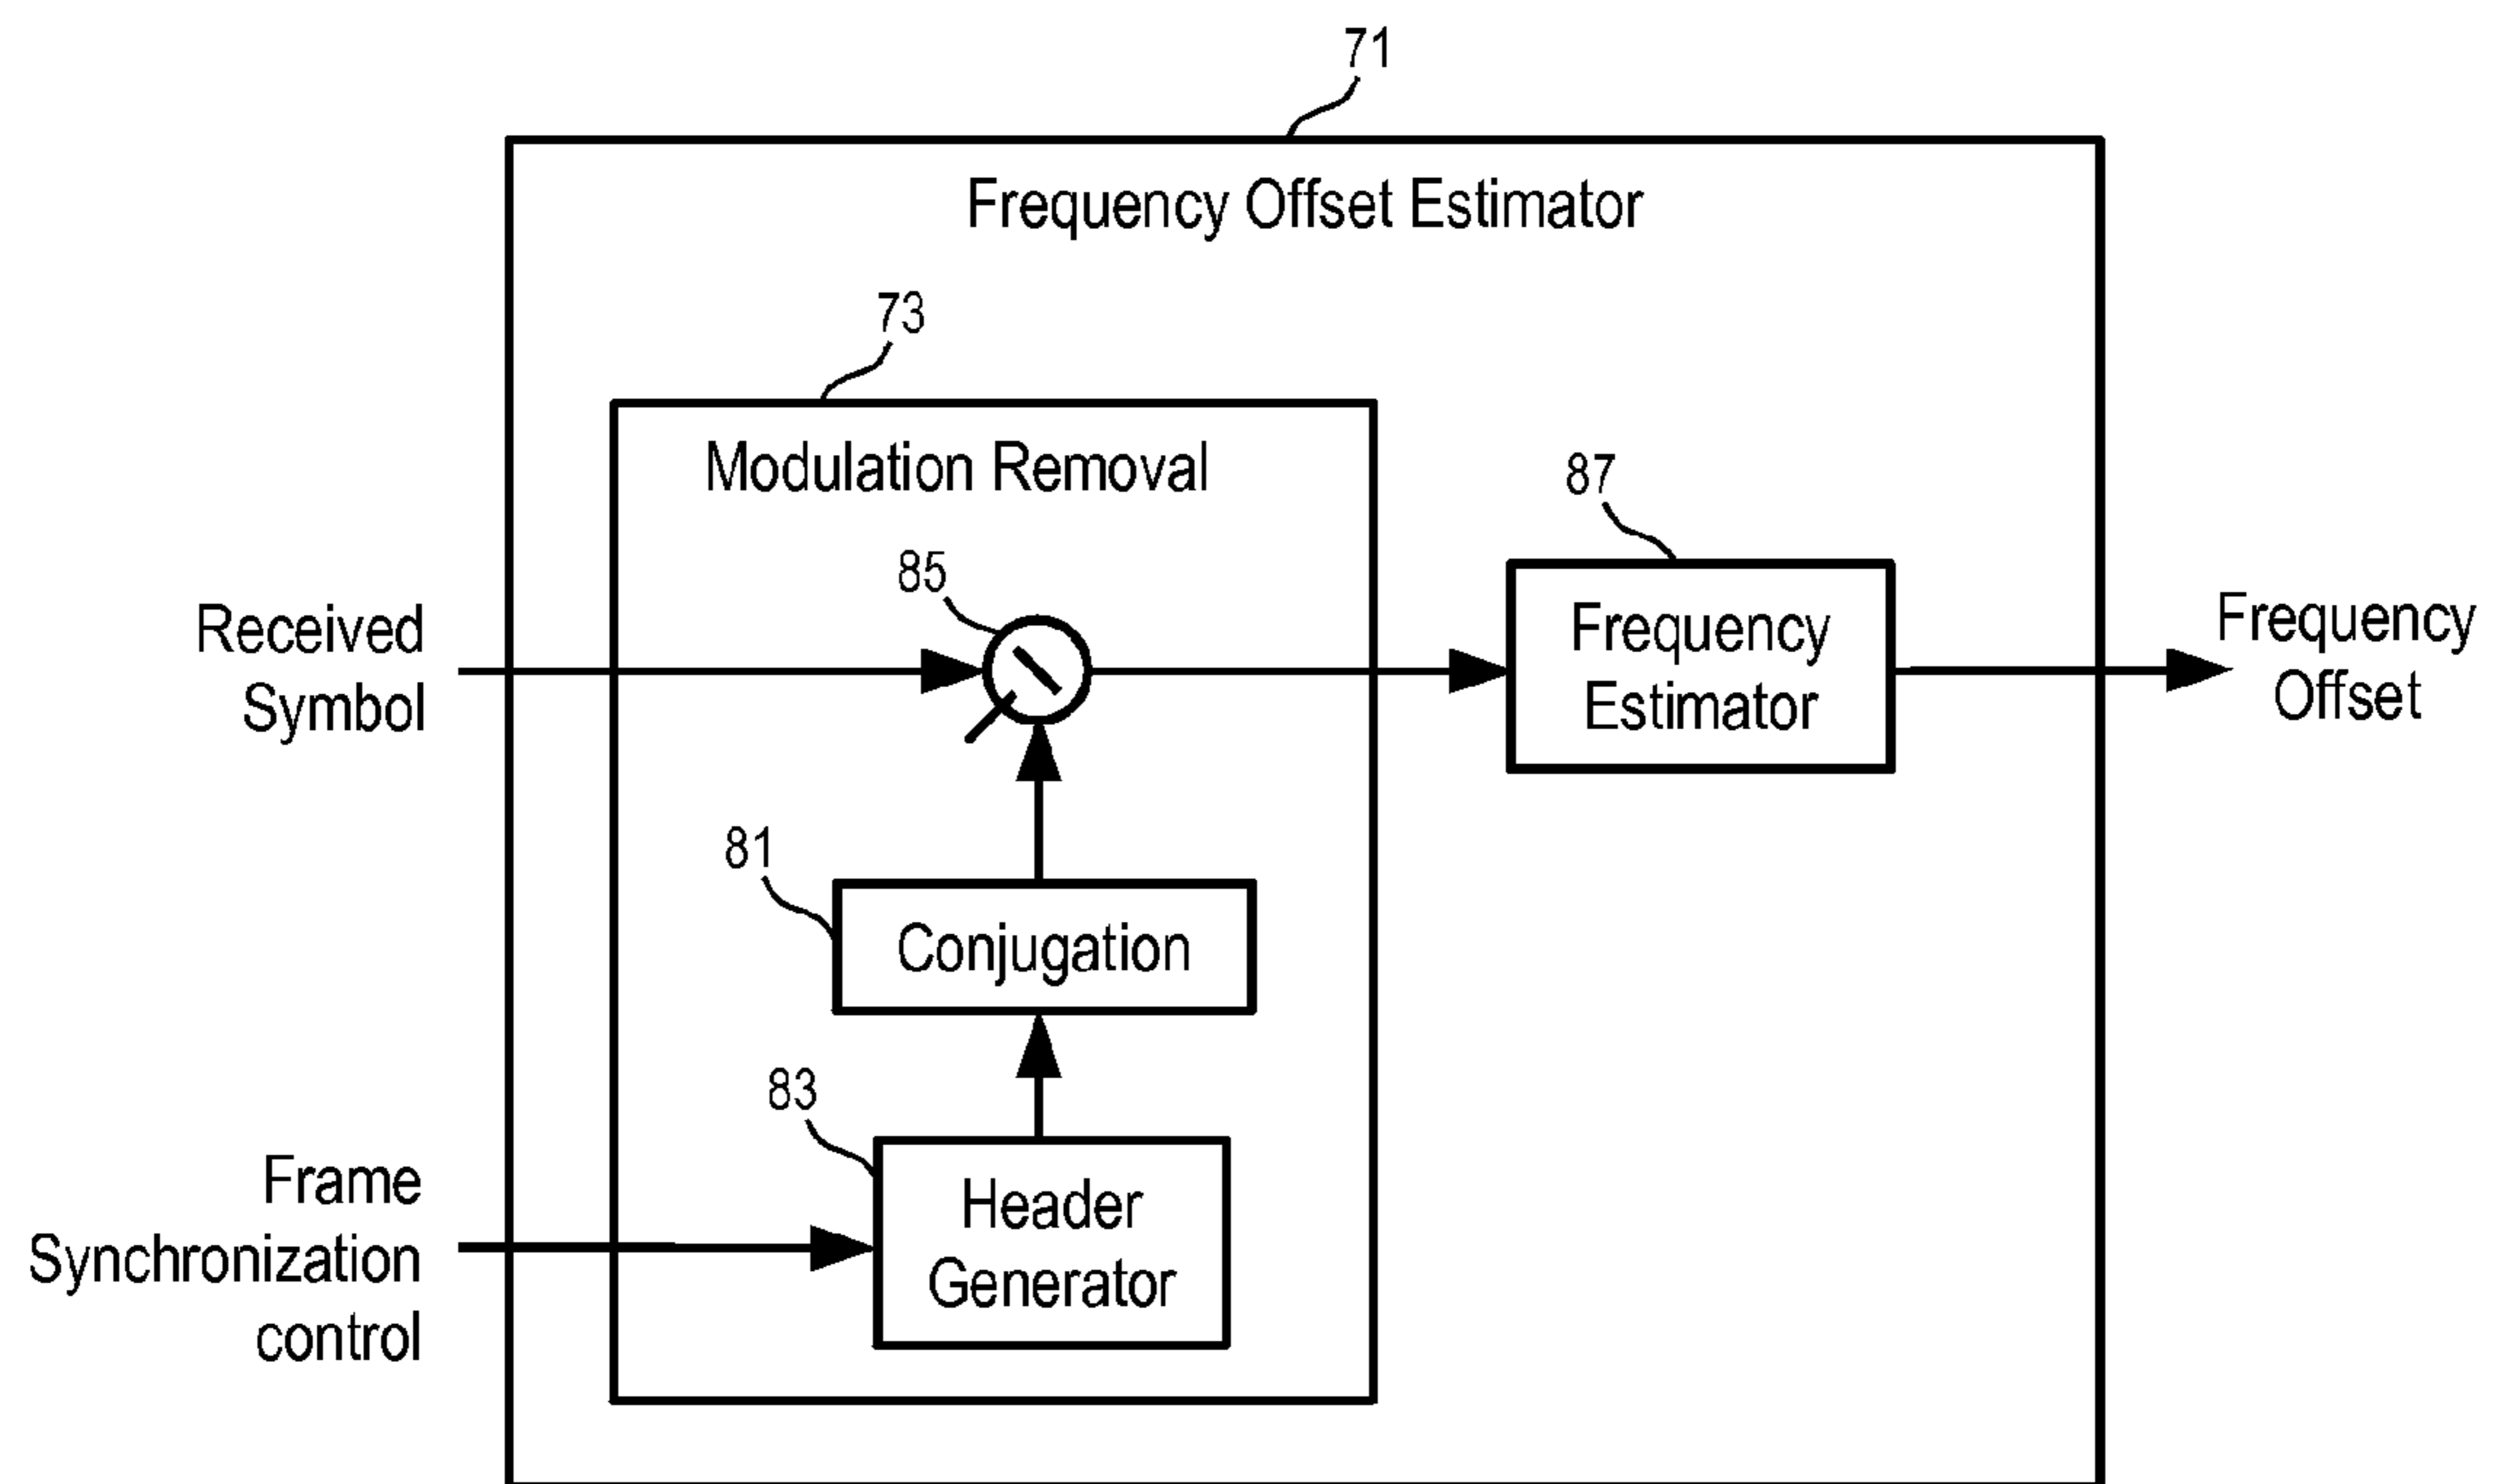 71
Frequency Offset Estimator
73
Modulation Removal
85
87
Received
Symbol
Frequency
Estimator
Frequency
Offset
81
Conjugation
83
Frame
Synchronization
control
Header
Generator